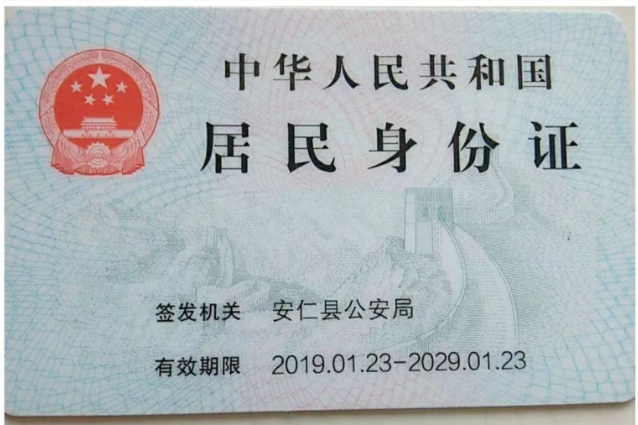 中华人民共和国
居民身份证
签发机关 安仁县公安局
有效期限 2019.01.23-2029.01.23